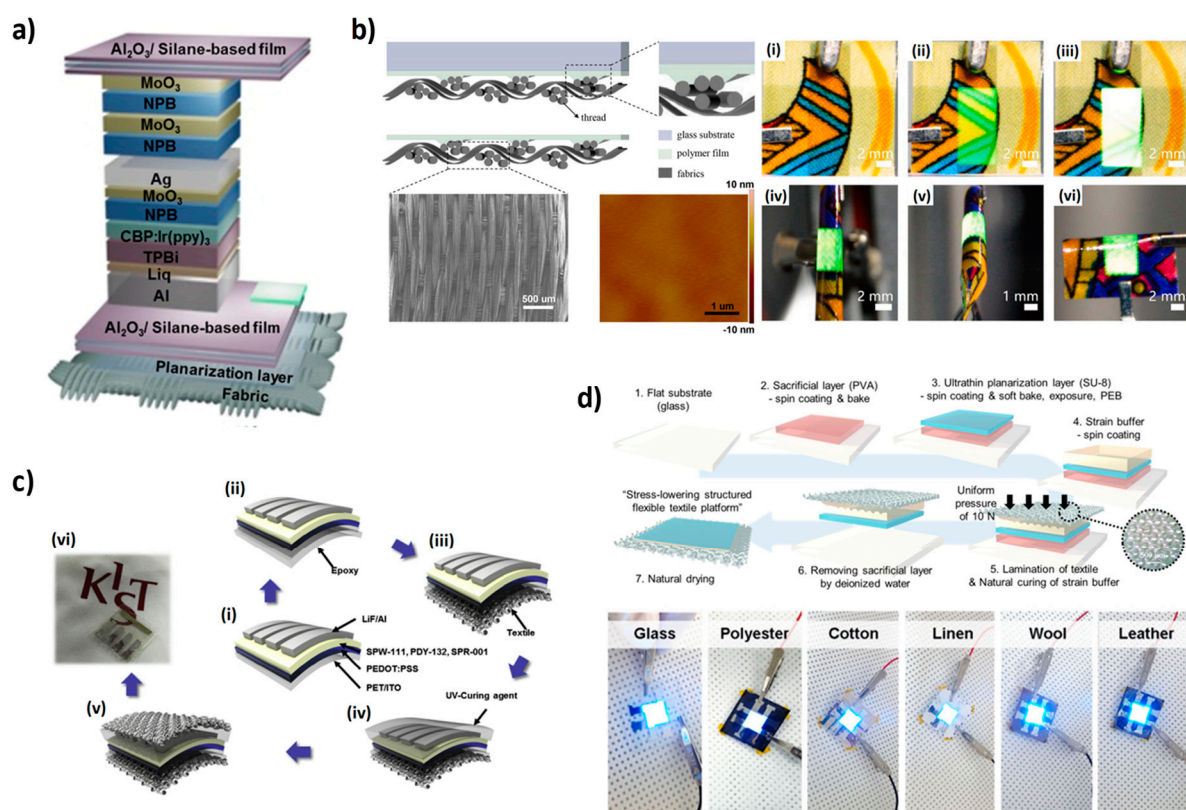 a)
Al₂O₃/ Silane-based film
MoO₃
NPB
MoO₃
NPB
Ag
MoO₃
NPB
CBP:Ir(ppy)₃
TPBi
Liq
Al
Al₂O₃/ Silane-based film
Planarization layer
Fabric
b)
thread
glass substrate
polymer film
fabrics
500 um
10 nm
1 um
-10 nm
(i)
2 mm
(ii)
2 mm
(iii)
2 mm
(iv)
2 mm
(v)
1 mm
(vi)
2 mm
c)
(i)
LiF/Al
SPW-111, PDY-132, SPR-001
PEDOT:PSS
PET/ITO
(ii)
Epoxy
(iii)
Textile
(iv)
UV-Curing agent
(v)
(vi)
KIST
d)
1. Flat substrate
(glass)
2. Sacrificial layer (PVA)
- spin coating & bake
3. Ultrathin planarization layer (SU-8)
- spin coating & soft bake, exposure, PEB
4. Strain buffer
- spin coating
Uniform
pressure
of 10 N
5. Lamination of textile
& Natural curing of strain buffer
6. Removing sacrificial layer
by deionized water
"Stress-lowering structured
flexible textile platform"
7. Natural drying
Glass
Polyester
Cotton
Linen
Wool
Leather